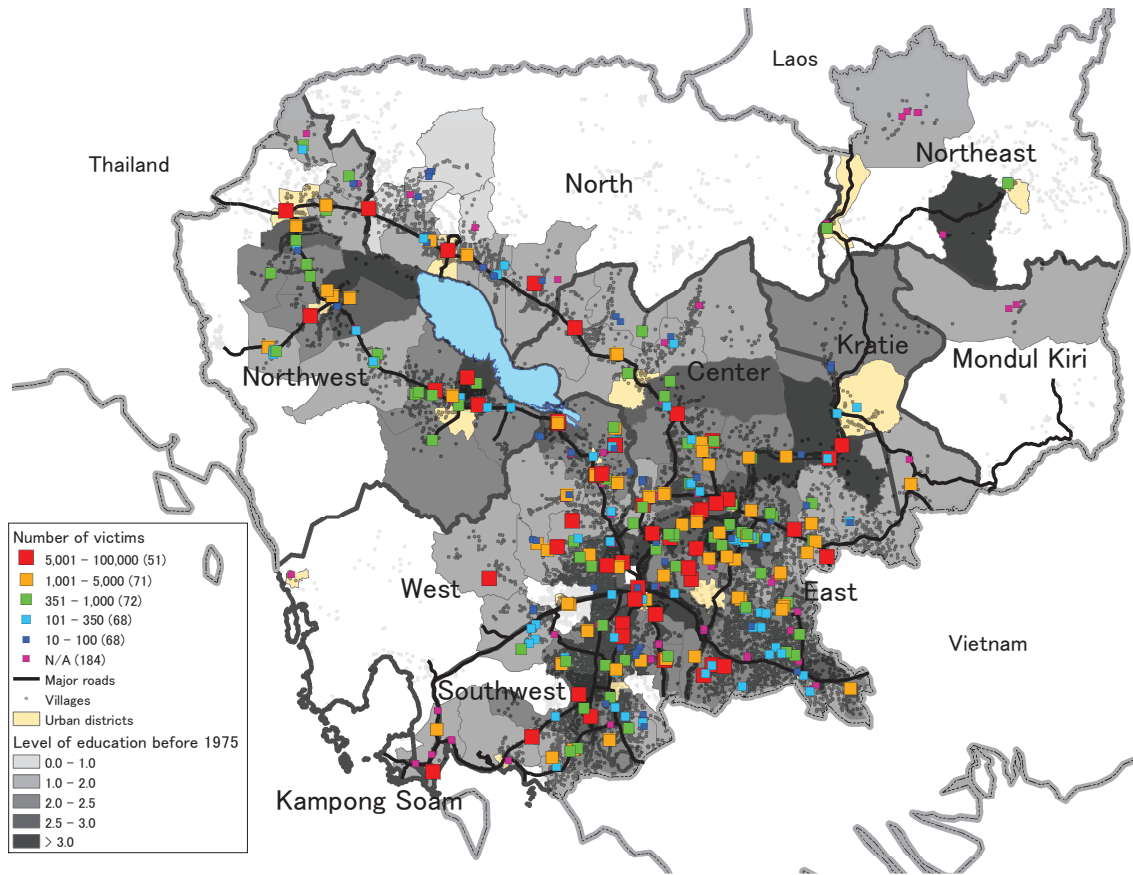 Laos
Thailand
Northeast
North
Kratie
Mondul Kiri
Northwest
Center
West
East
Vietnam
Southwest
Kampong Soam
Number of victims
5,001 – 100,000 (51)
1,001 – 5,000 (71)
351 – 1,000 (72)
101 – 350 (68)
10 – 100 (68)
N/A (184)
Major roads
Villages
Urban districts
Level of education before 1975
0.0 – 1.0
1.0 – 2.0
2.0 – 2.5
2.5 – 3.0
> 3.0